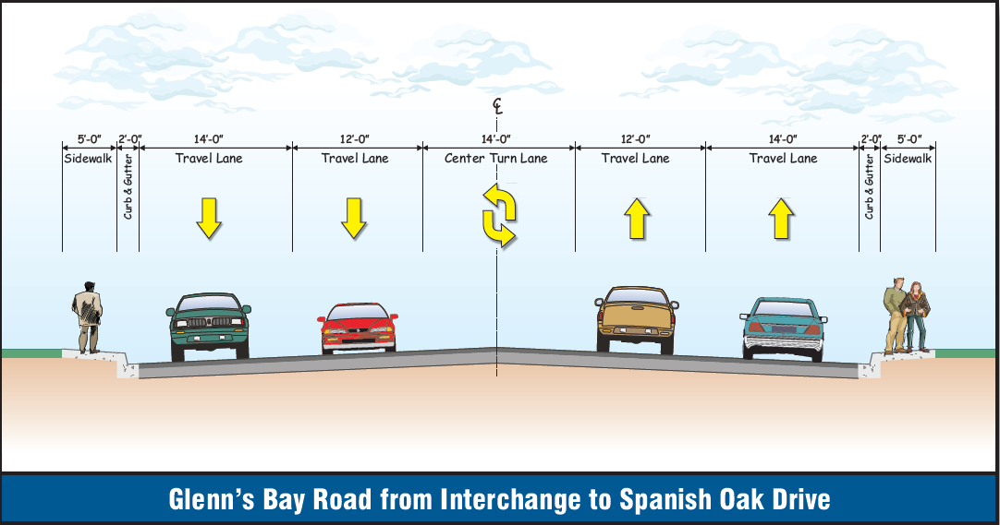 ℄
5'-0" 2'-0" 14'-0" 12'-0" 14'-0" 12'-0" 14'-0" 2'-0" 5'-0"
Sidewalk Curb & Gutter Travel Lane Travel Lane Center Turn Lane Travel Lane Travel Lane Curb & Gutter Sidewalk
Glenn's Bay Road from Interchange to Spanish Oak Drive